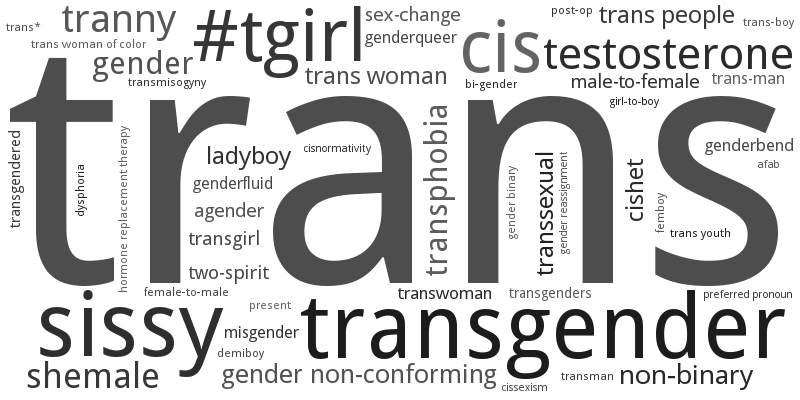 trans*
tranny
#tgirl
sex-change
genderqueer
post-op
trans people
trans-boy
trans woman of color
cis
testosterone
gender
transmisogyny
trans woman
bi-gender
male-to-female
trans-man
girl-to-boy
trans
transgendered
dysphoria
hormone replacement therapy
ladyboy
cisnormativity
genderfluid
agender
transgirl
two-spirit
transphobia
gender binary
transsexual
gender reassignment
cishet
femboy
genderbend
afab
trans youth
female-to-male
transwoman
transgenders
preferred pronoun
sissy
present
transgender
misgender
demiboy
shemale
gender non-conforming
cissexism
transman
non-binary